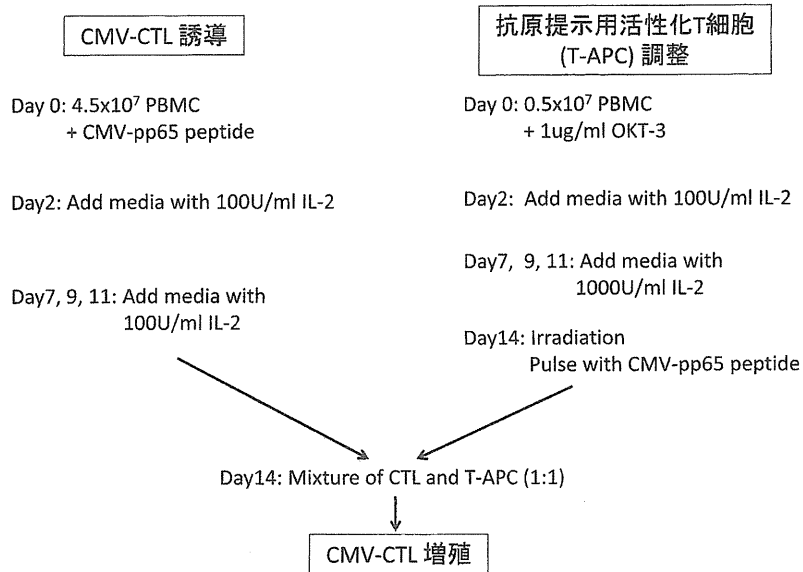 CMV-CTL 誘導
Day 0: 4.5x10⁷ PBMC
+ CMV-pp65 peptide
Day2: Add media with 100U/ml IL-2
Day7, 9, 11: Add media with
100U/ml IL-2
抗原提示用活性化T細胞
(T-APC) 調整
Day 0: 0.5x10⁷ PBMC
+ 1ug/ml OKT-3
Day2: Add media with 100U/ml IL-2
Day7, 9, 11: Add media with
1000U/ml IL-2
Day14: Irradiation
Pulse with CMV-pp65 peptide
Day14: Mixture of CTL and T-APC (1:1)
CMV-CTL 増殖